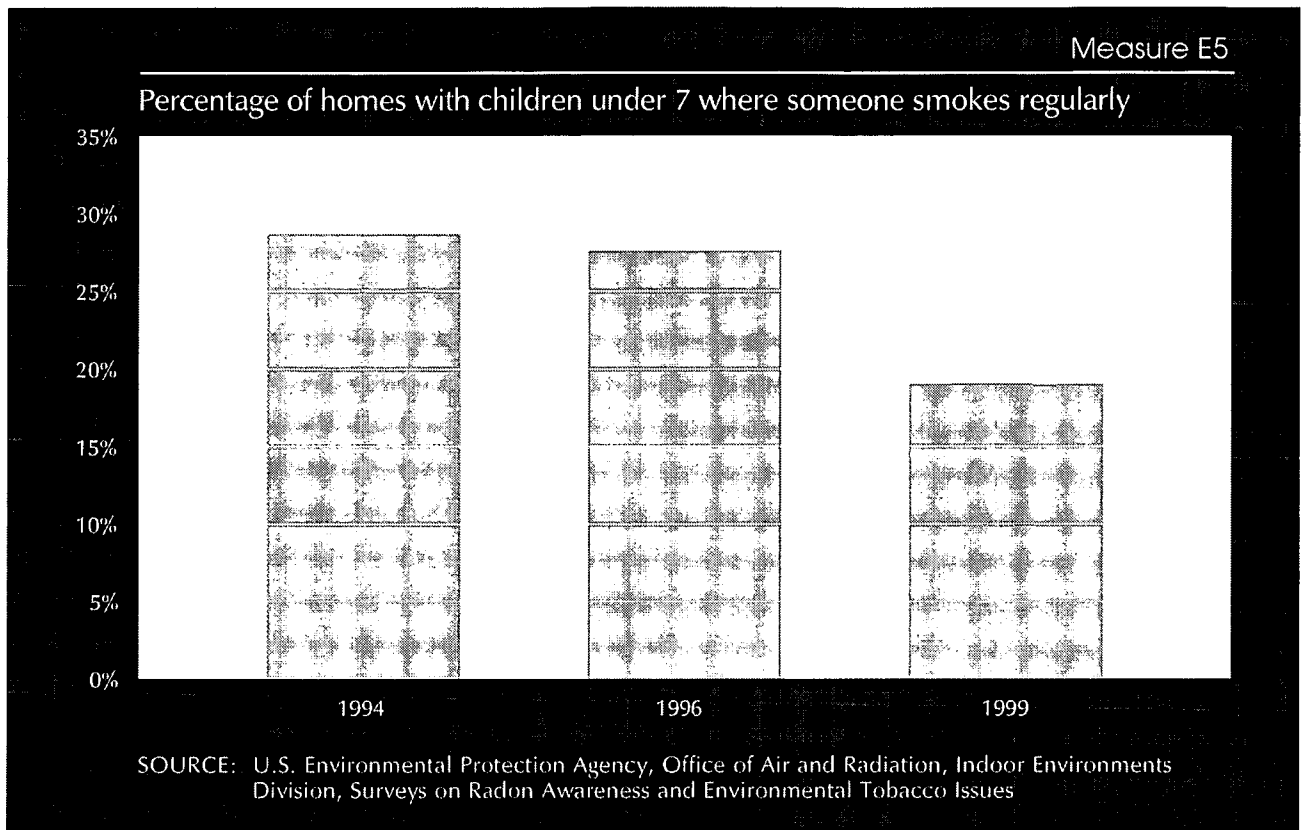 Measure E5
Percentage of homes with children under 7 where someone smokes regularly
35%
30%
25%
20%
15%
10%
5%
0%
1994 1996 1999
SOURCE: U.S. Environmental Protection Agency, Office of Air and Radiation, Indoor Environments
Division, Surveys on Radon Awareness and Environmental Tobacco Issues